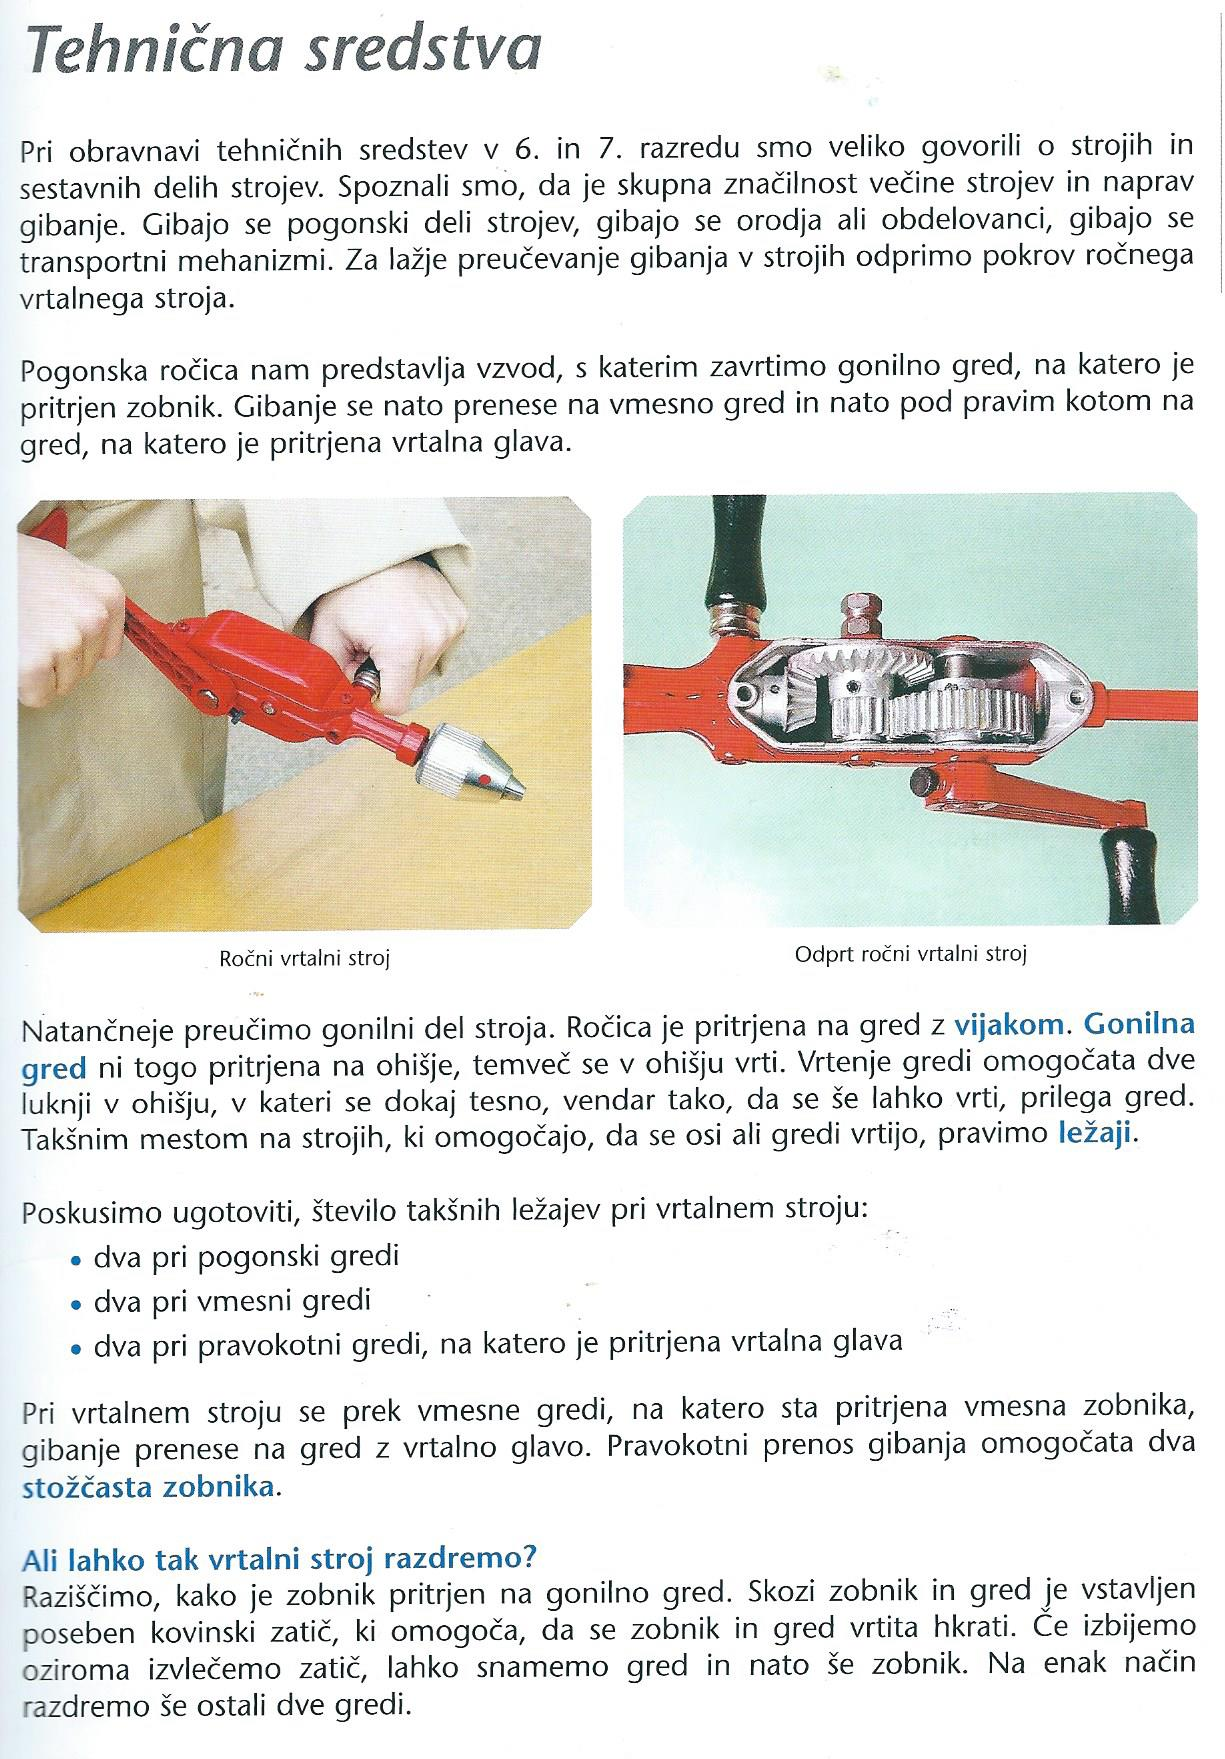 Tehnična sredstva
Pri obravnavi tehničnih sredstev v 6. in 7. razredu smo veliko govorili o strojih in
sestavnih delih strojev. Spoznali smo, da je skupna značilnost večine strojev in naprav
gibanje. Gibajo se pogonski deli strojev, gibajo se orodja ali obdelovanci, gibajo se
transportni mehanizmi. Za lažje preučevanje gibanja v strojih odprimo pokrov ročnega
vrtalnega stroja.
Pogonska ročica nam predstavlja vzvod, s katerim zavrtimo gonilno gred, na katero je
pritrjen zobnik. Gibanje se nato prenese na vmesno gred in nato pod pravim kotom na
gred, na katero je pritrjena vrtalna glava.
Ročni vrtalni stroj
Odprt ročni vrtalni stroj
Natančneje preučimo gonilni del stroja. Ročica je pritrjena na gred z vijakom. Gonilna
gred ni togo pritrjena na ohišje, temveč se v ohišju vrti. Vrtenje gredi omogočata dve
luknji v ohišju, v kateri se dokaj tesno, vendar tako, da se še lahko vrti, prilega gred.
Takšnim mestom na strojih, ki omogočajo, da se osi ali gredi vrtijo, pravimo ležaji.
Poskusimo ugotoviti, število takšnih ležajev pri vrtalnem stroju:
• dva pri pogonski gredi
• dva pri vmesni gredi
• dva pri pravokotni gredi, na katero je pritrjena vrtalna glava
Pri vrtalnem stroju se prek vmesne gredi, na katero sta pritrjena vmesna zobnika,
gibanje prenese na gred z vrtalno glavo. Pravokotni prenos gibanja omogočata dva
stožčasta zobnika.
Ali lahko tak vrtalni stroj razdremo?
Raziščimo, kako je zobnik pritrjen na gonilno gred. Skozi zobnik in gred je vstavljen
poseben kovinski zatič, ki omogoča, da se zobnik in gred vrtita hkrati. Če izbijemo
oziroma izvlečemo zatič, lahko snamemo gred in nato še zobnik. Na enak način
razdremo še ostali dve gredi.